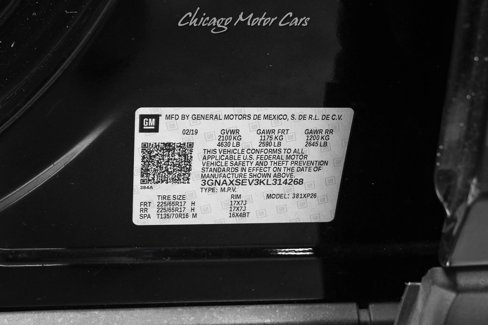 Chicago Motor Cars
GM
MFD BY GENERAL MOTORS DE MEXICO, S. DE R.L. DE C.V.
02/19 GVWR GAWR FRT GAWR RR
2100 KG 1175 KG 1200 KG
4630 LB 2590 LB 2645 LB
THIS VEHICLE CONFORMS TO ALL
APPLICABLE U.S. FEDERAL MOTOR
VEHICLE SAFETY AND THEFT PREVENTION
STANDARDS IN EFFECT ON THE DATE OF
MANUFACTURE SHOWN ABOVE.
3GNAXSEV3KL314268
TYPE: M.P.V.
TIRE SIZE RIM MODEL: 381XP26
FRT 225/65R17 H 17X7J
RR 225/65R17 H 17X7J
SPA T135/70R16 M 16X4BT